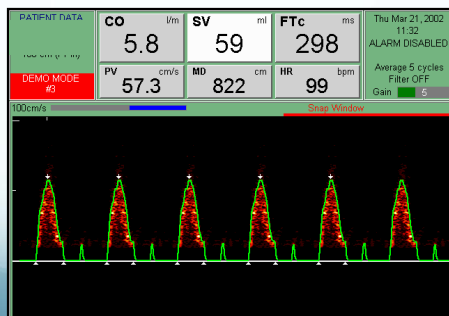 PATIENT DATA
DEMO MODE
#3
CO l/m
5.8
SV ml
59
FTc ms
298
PV cm/s
57.3
MD cm
822
HR bpm
99
Thu Mar 21, 2002
11:32
ALARM DISABLED
Average 5 cycles
Filter OFF
Gain 5
100cm/s
Snap Window